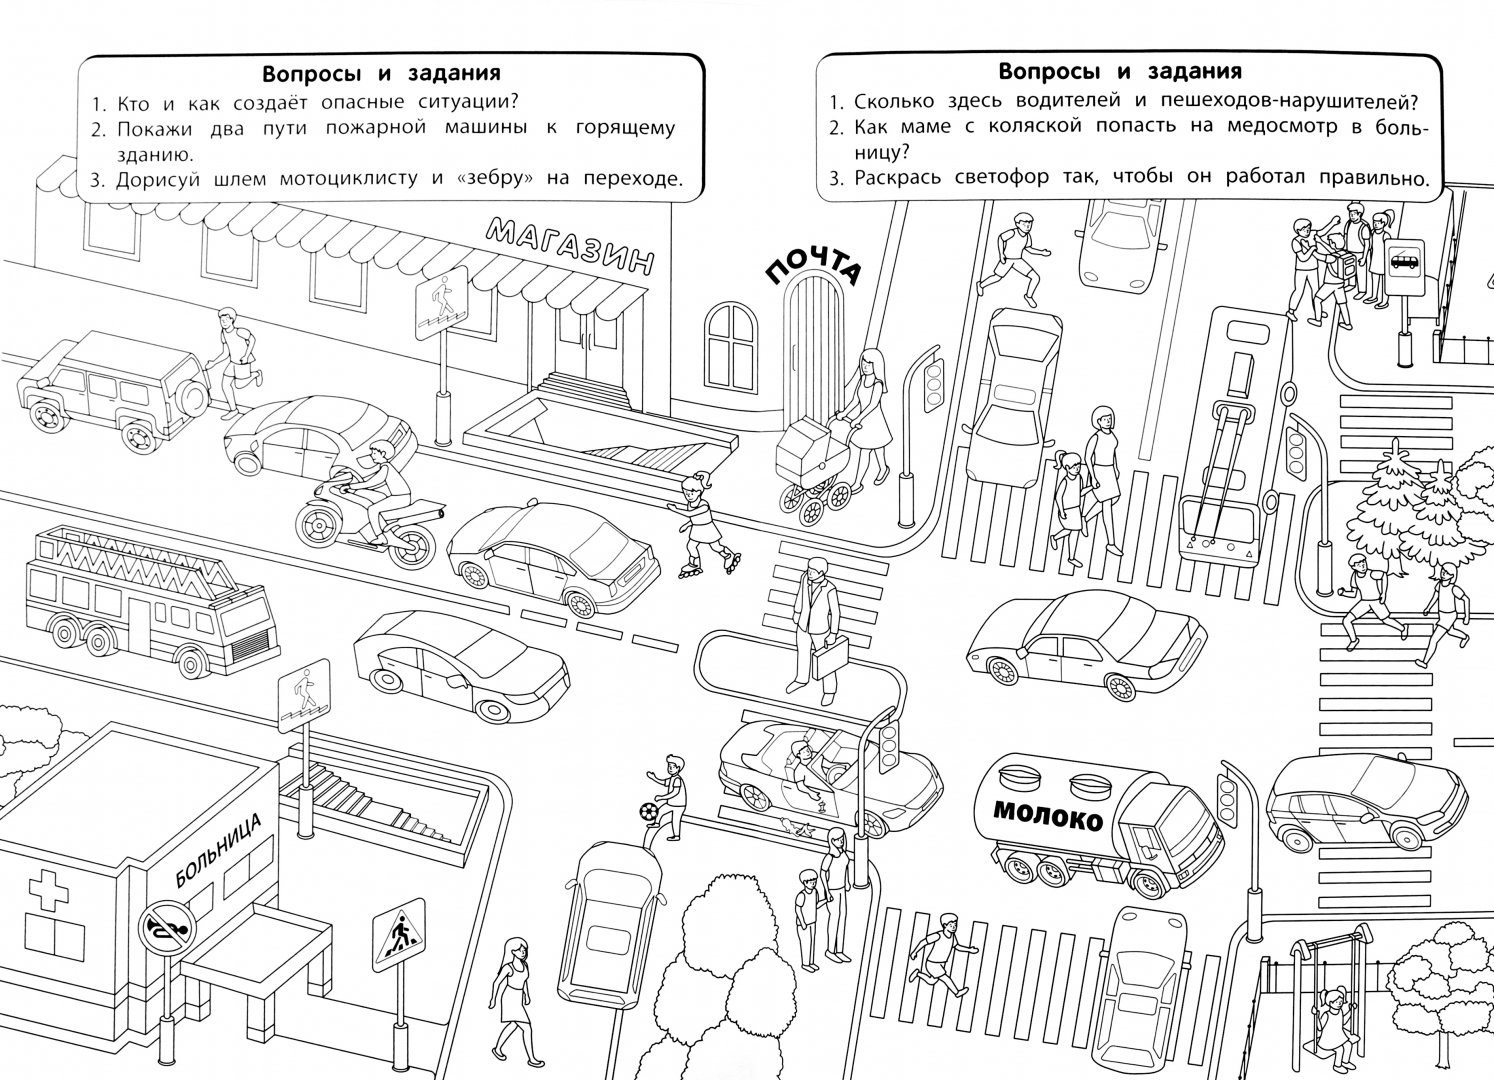 Вопросы и задания
1. Кто и как создаёт опасные ситуации?
2. Покажи два пути пожарной машины к горящему
зданию.
3. Дорисуй шлем мотоциклисту и «зебру» на переходе.
Вопросы и задания
1. Сколько здесь водителей и пешеходов-нарушителей?
2. Как маме с коляской попасть на медосмотр в боль-
ницу?
3. Раскрась светофор так, чтобы он работал правильно.
МАГАЗИН
ПОЧТА
МОЛОКО
БОЛЬНИЦА